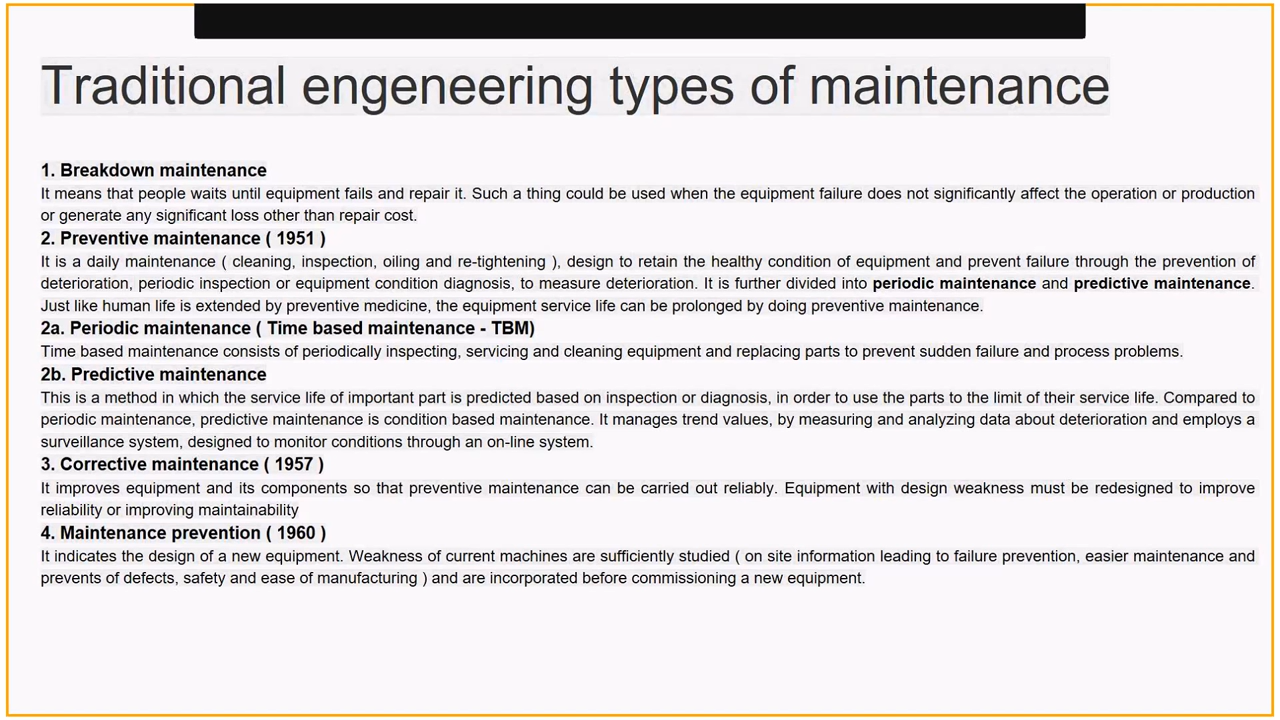 Traditional engeneering types of maintenance
1. Breakdown maintenance
It means that people waits until equipment fails and repair it. Such a thing could be used when the equipment failure does not significantly affect the operation or production
or generate any significant loss other than repair cost.
2. Preventive maintenance ( 1951 )
It is a daily maintenance ( cleaning, inspection, oiling and re-tightening ), design to retain the healthy condition of equipment and prevent failure through the prevention of
deterioration, periodic inspection or equipment condition diagnosis, to measure deterioration. It is further divided into periodic maintenance and predictive maintenance.
Just like human life is extended by preventive medicine, the equipment service life can be prolonged by doing preventive maintenance.
2a. Periodic maintenance ( Time based maintenance - TBM)
Time based maintenance consists of periodically inspecting, servicing and cleaning equipment and replacing parts to prevent sudden failure and process problems.
2b. Predictive maintenance
This is a method in which the service life of important part is predicted based on inspection or diagnosis, in order to use the parts to the limit of their service life. Compared to
periodic maintenance, predictive maintenance is condition based maintenance. It manages trend values, by measuring and analyzing data about deterioration and employs a
surveillance system, designed to monitor conditions through an on-line system.
3. Corrective maintenance ( 1957 )
It improves equipment and its components so that preventive maintenance can be carried out reliably. Equipment with design weakness must be redesigned to improve
reliability or improving maintainability
4. Maintenance prevention ( 1960 )
It indicates the design of a new equipment. Weakness of current machines are sufficiently studied ( on site information leading to failure prevention, easier maintenance and
prevents of defects, safety and ease of manufacturing ) and are incorporated before commissioning a new equipment.